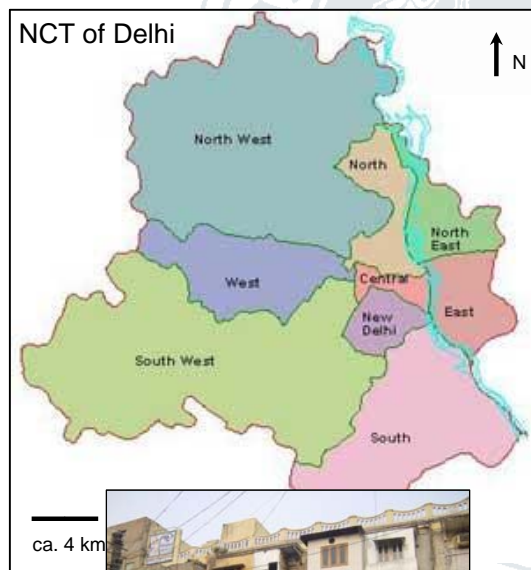 NCT of Delhi
N
North West
North
North
East
West
Central
New
Delhi
East
South West
South
ca. 4 km